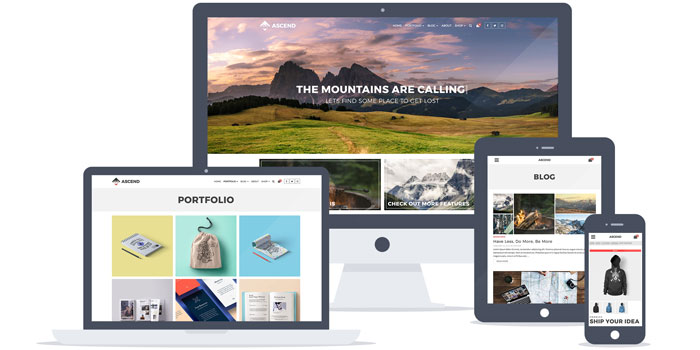 ASCEND
HOME PORTFOLIO BLOG ABOUT SHOP
THE MOUNTAINS ARE CALLING
LETS FIND SOME PLACE TO GET LOST
CHECK OUT MORE FEATURES
ASCEND
HOME PORTFOLIO BLOG ABOUT SHOP
PORTFOLIO
ASCEND
BLOG
Have Less, Do More, Be More
ASCEND
SHIP YOUR IDEA